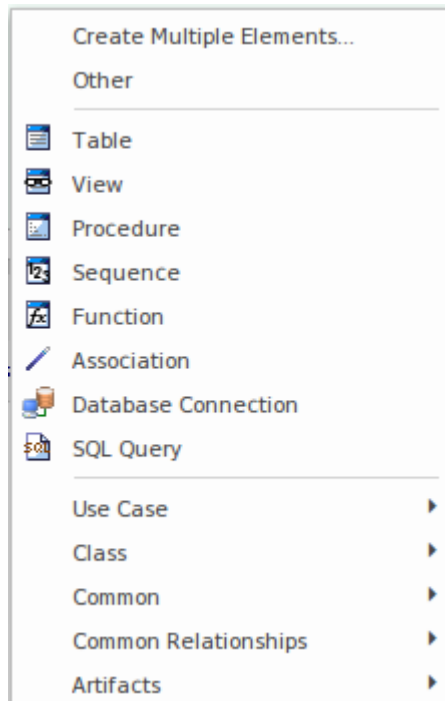 Create Multiple Elements...
Other
Table
View
Procedure
Sequence
Function
Association
Database Connection
SQL Query
Use Case
Class
Common
Common Relationships
Artifacts